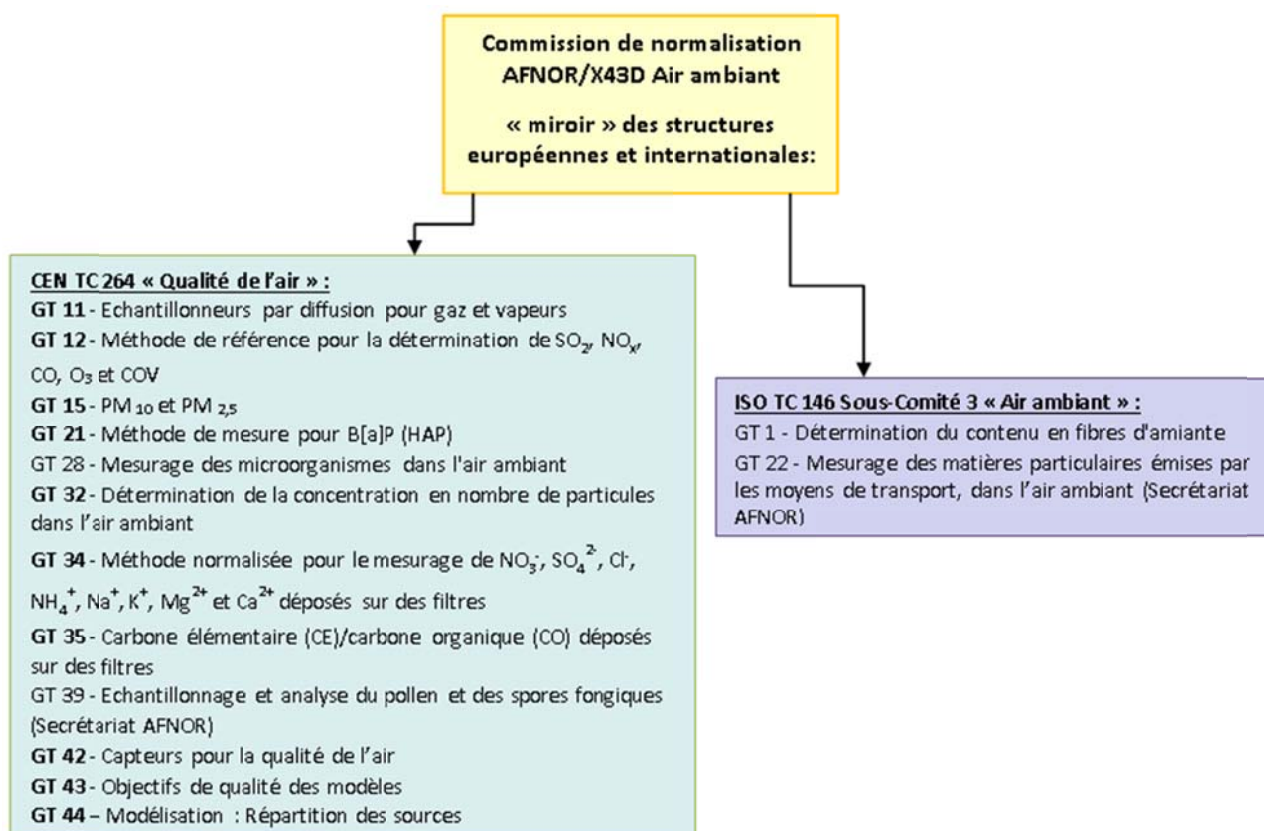 Commission de normalisation
AFNOR/X43D Air ambiant
« miroir » des structures
européennes et internationales:
CEN TC 264 « Qualité de l'air » :
GT 11 - Echantillonneurs par diffusion pour gaz et vapeurs
GT 12 - Méthode de référence pour la détermination de SO₂, NOₓ,
CO, O₃ et COV
GT 15 - PM ₁₀ et PM ₂,₅
GT 21 - Méthode de mesure pour B[a]P (HAP)
GT 28 - Mesurage des microorganismes dans l'air ambiant
GT 32 - Détermination de la concentration en nombre de particules
dans l'air ambiant
GT 34 - Méthode normalisée pour le mesurage de NO₃⁻, SO₄²⁻, Cl⁻,
NH₄⁺, Na⁺, K⁺, Mg²⁺ et Ca²⁺ déposés sur des filtres
GT 35 - Carbone élémentaire (CE)/carbone organique (CO) déposés
sur des filtres
GT 39 - Echantillonnage et analyse du pollen et des spores fongiques
(Secrétariat AFNOR)
GT 42 - Capteurs pour la qualité de l'air
GT 43 - Objectifs de qualité des modèles
GT 44 – Modélisation : Répartition des sources
ISO TC 146 Sous-Comité 3 « Air ambiant » :
GT 1 - Détermination du contenu en fibres d'amiante
GT 22 - Mesurage des matières particulaires émises par
les moyens de transport, dans l'air ambiant (Secrétariat
AFNOR)